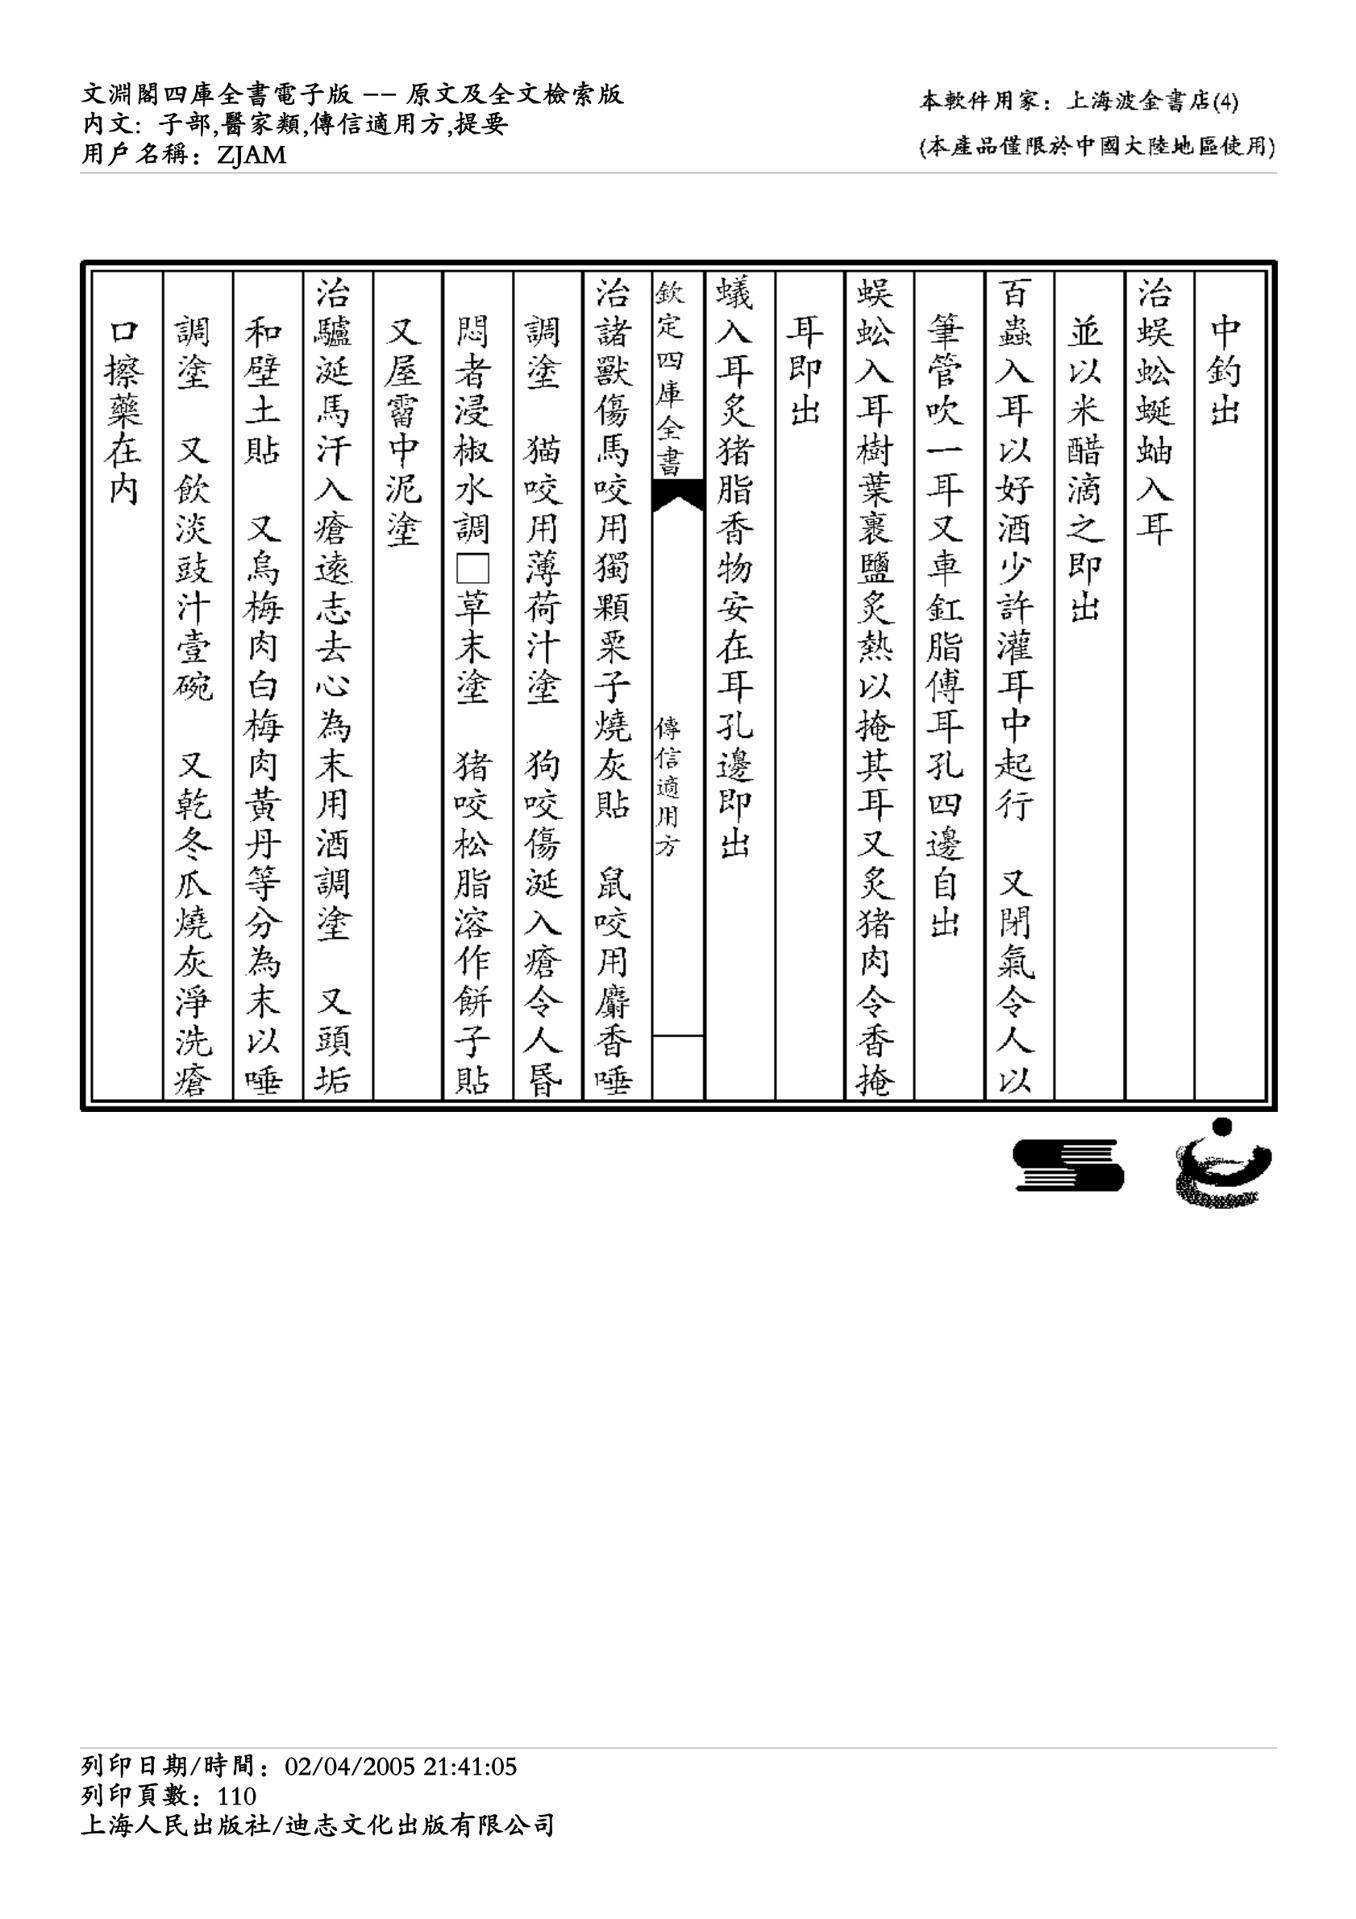 文淵閣四庫全書電子版 -- 原文及全文檢索版
內文: 子部,醫家類,傳信適用方,提要
用戶名稱: ZJAM
本軟件用家: 上海波金書店(4)
(本產品僅限於中國大陸地區使用)
中釣出
治蜈蚣蜒蚰入耳
並以米醋滴之即出
百蟲入耳以好酒少許灌耳中起行 又閉氣令人以
筆管吹一耳又車釭脂傅耳孔四邊自出
蜈蚣入耳樹葉裹鹽炙熱以掩其耳又炙猪肉令香掩
耳即出
蟻入耳炙猪脂香物安在耳孔邊即出
欽定四庫全書
傳信適用方
治諸獸傷馬咬用獨顆栗子燒灰貼 鼠咬用麝香唾
調塗 猫咬用薄荷汁塗 狗咬傷涎入瘡令人昏
悶者浸椒水調□草末塗 猪咬松脂溶作餅子貼
又屋霤中泥塗
治驢涎馬汗入瘡遠志去心為末用酒調塗 又頭垢
和壁土貼 又烏梅肉白梅肉黃丹等分為末以唾
調塗 又飲淡豉汁壹碗 又乾冬瓜燒灰淨洗瘡
口擦藥在內
列印日期/時間: 02/04/2005 21:41:05
列印頁數: 110
上海人民出版社/迪志文化出版有限公司